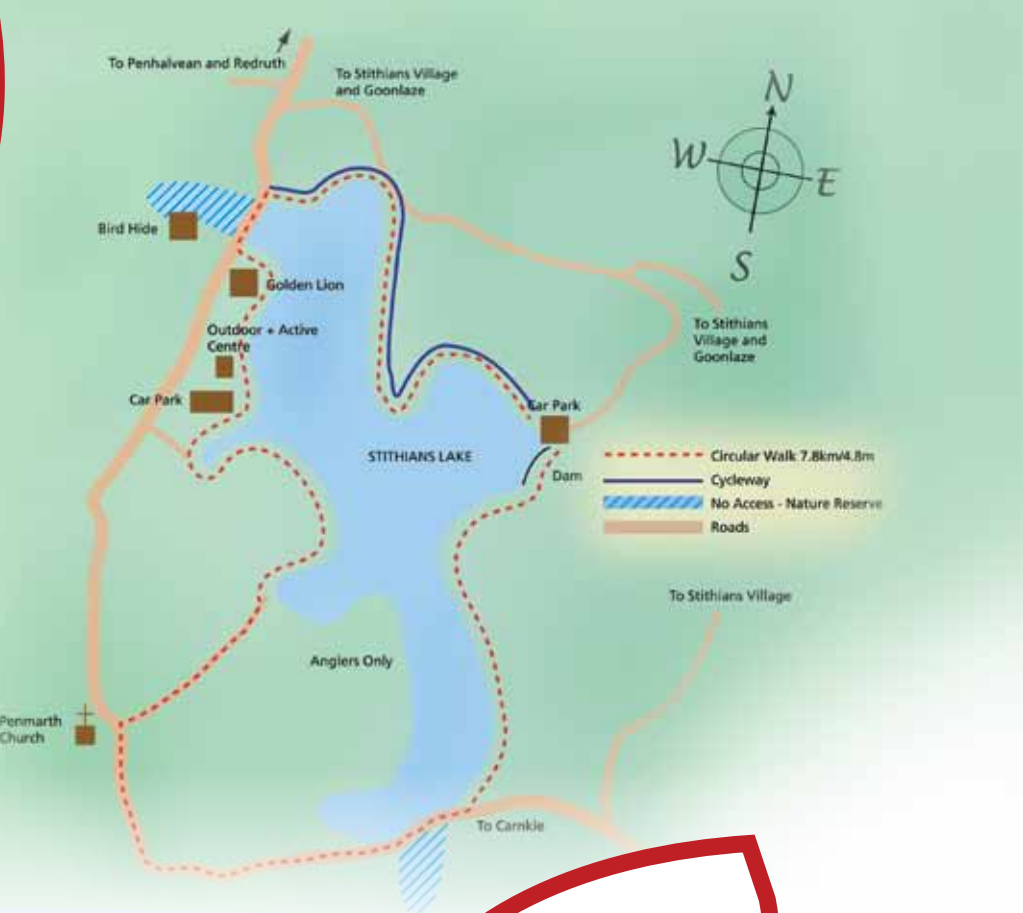 To Penhalvean and Redruth
To Stithians Village
and Goonlaze
N
W
E
S
Bird Hide
Golden Lion
Outdoor + Active
Centre
Car Park
To Stithians
Village and
Goonlaze
Car Park
STITHIANS LAKE
Dam
Circular Walk 7.8km/4.8m
Cycleway
No Access - Nature Reserve
Roads
To Stithians Village
Anglers Only
Penmarth
Church
To Carnkie